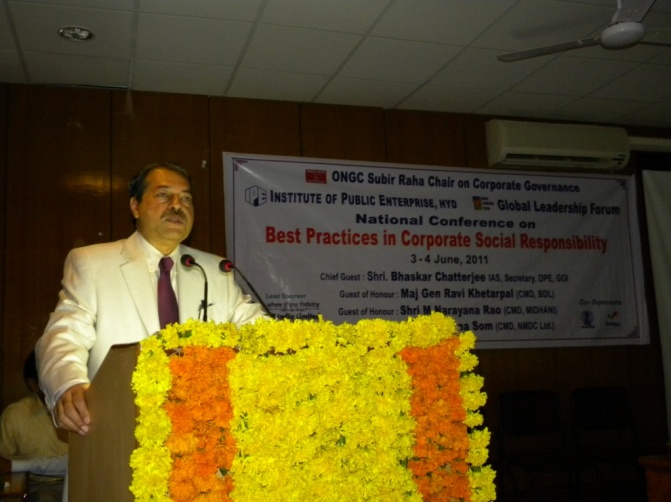 ONGC Subir Raha Chair on Corporate Governance
IPE INSTITUTE OF PUBLIC ENTERPRISE, HYD Global Leadership Forum
National Conference on
Best Practices in Corporate Social Responsibility
3-4 June, 2011
Chief Guest : Shri. Bhaskar Chatterjee IAS, Secretary, DPE, GOI
Guest of Honour : Maj Gen Ravi Khetarpal (CMD, BDL)
Lead Sponsor
Guest of Honour : Shri M Narayana Rao (CMD, MIDHANI)
Som (CMD, NMDC Ltd.)
Co-Sponsors